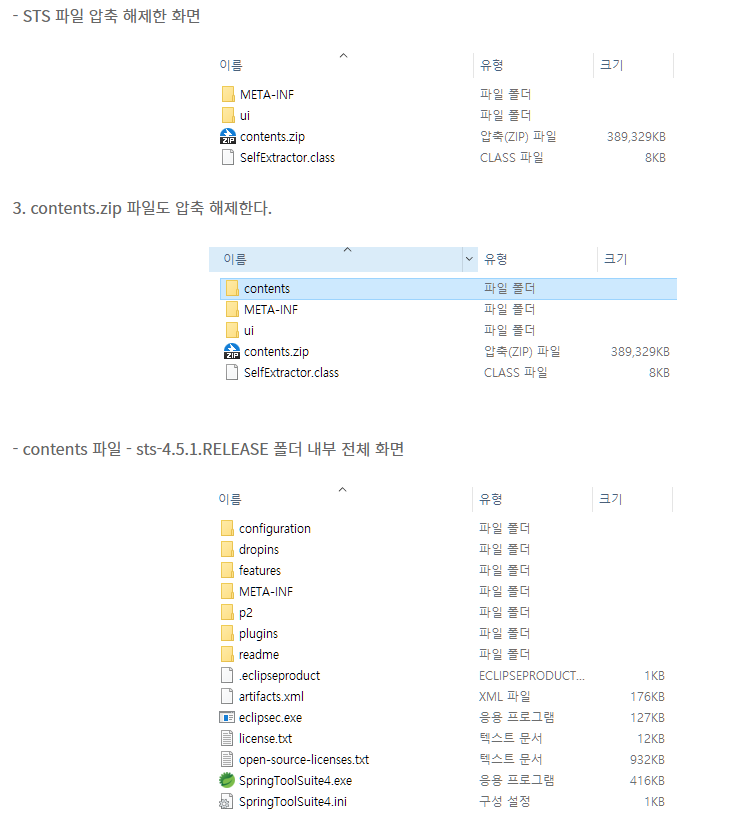 - STS 파일 압축 해제한 화면
이름 유형 크기
META-INF 파일 폴더
ui 파일 폴더
ZIP contents.zip 압축(ZIP) 파일 389,329KB
SelfExtractor.class CLASS 파일 8KB
3. contents.zip 파일도 압축 해제한다.
이름 유형 크기
contents 파일 폴더
META-INF 파일 폴더
ui 파일 폴더
ZIP contents.zip 압축(ZIP) 파일 389,329KB
SelfExtractor.class CLASS 파일 8KB
- contents 파일 - sts-4.5.1.RELEASE 폴더 내부 전체 화면
이름 유형 크기
configuration 파일 폴더
dropins 파일 폴더
features 파일 폴더
META-INF 파일 폴더
p2 파일 폴더
plugins 파일 폴더
readme 파일 폴더
.eclipseproduct ECLIPSEPRODUCT... 1KB
artifacts.xml XML 파일 176KB
eclipsec.exe 응용 프로그램 127KB
license.txt 텍스트 문서 12KB
open-source-licenses.txt 텍스트 문서 932KB
SpringToolSuite4.exe 응용 프로그램 416KB
SpringToolSuite4.ini 구성 설정 1KB